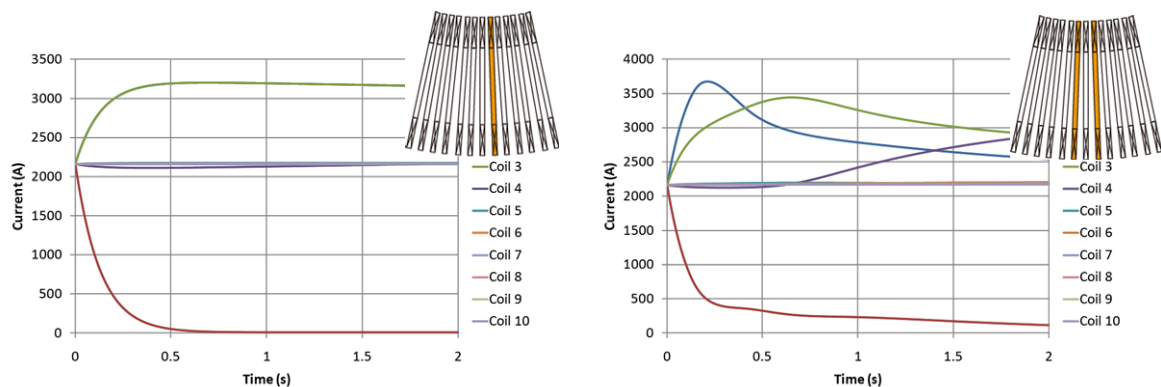 3500
3000
2500
2000
1500
1000
500
0
Current (A)
0
0.5
1
1.5
2
Time (s)
Coil 3
Coil 4
Coil 5
Coil 6
Coil 7
Coil 8
Coil 9
Coil 10
4000
3500
3000
2500
2000
1500
1000
500
0
Current (A)
0
0.5
1
1.5
2
Time (s)
Coil 3
Coil 4
Coil 5
Coil 6
Coil 7
Coil 8
Coil 9
Coil 10